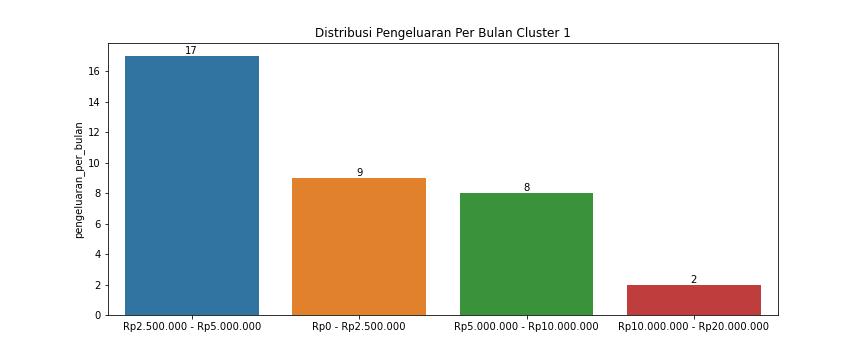 Distribusi Pengeluaran Per Bulan Cluster 1
17
16
14
12
10
8
6
4
2
0
pengeluaran_per_bulan
9
8
2
Rp2.500.000 - Rp5.000.000
Rp0 - Rp2.500.000
Rp5.000.000 - Rp10.000.000
Rp10.000.000 - Rp20.000.000